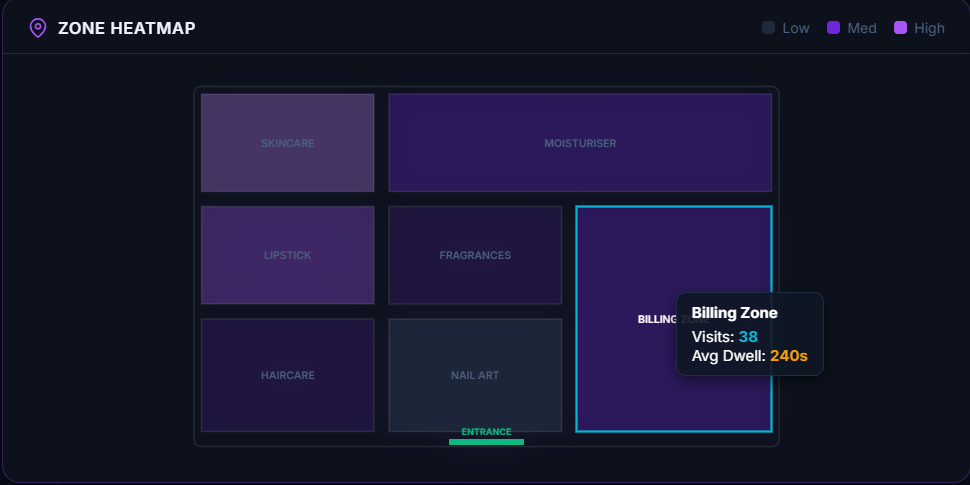 ZONE HEATMAP
Low
Med
High
SKINCARE
MOISTURISER
LIPSTICK
FRAGRANCES
BILLING ZONE
Billing Zone
Visits: 38
Avg Dwell: 240s
HAIRCARE
NAIL ART
ENTRANCE